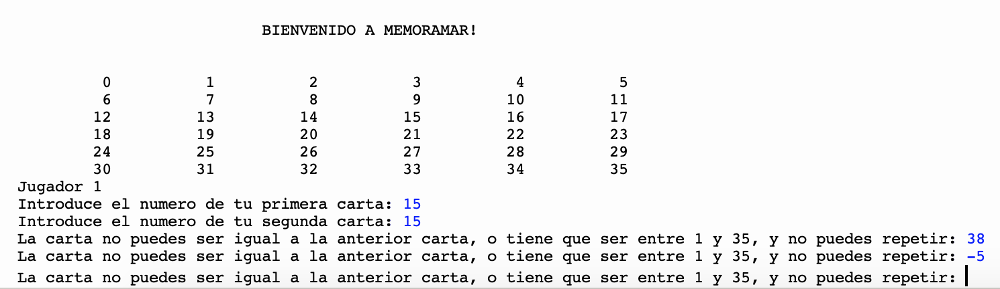 BIENVENIDO A MEMORAMAR!
0 1 2 3 4 5
6 7 8 9 10 11
12 13 14 15 16 17
18 19 20 21 22 23
24 25 26 27 28 29
30 31 32 33 34 35
Jugador 1
Introduce el numero de tu primera carta: 15
Introduce el numero de tu segunda carta: 15
La carta no puedes ser igual a la anterior carta, o tiene que ser entre 1 y 35, y no puedes repetir: 38
La carta no puedes ser igual a la anterior carta, o tiene que ser entre 1 y 35, y no puedes repetir: -5
La carta no puedes ser igual a la anterior carta, o tiene que ser entre 1 y 35, y no puedes repetir: